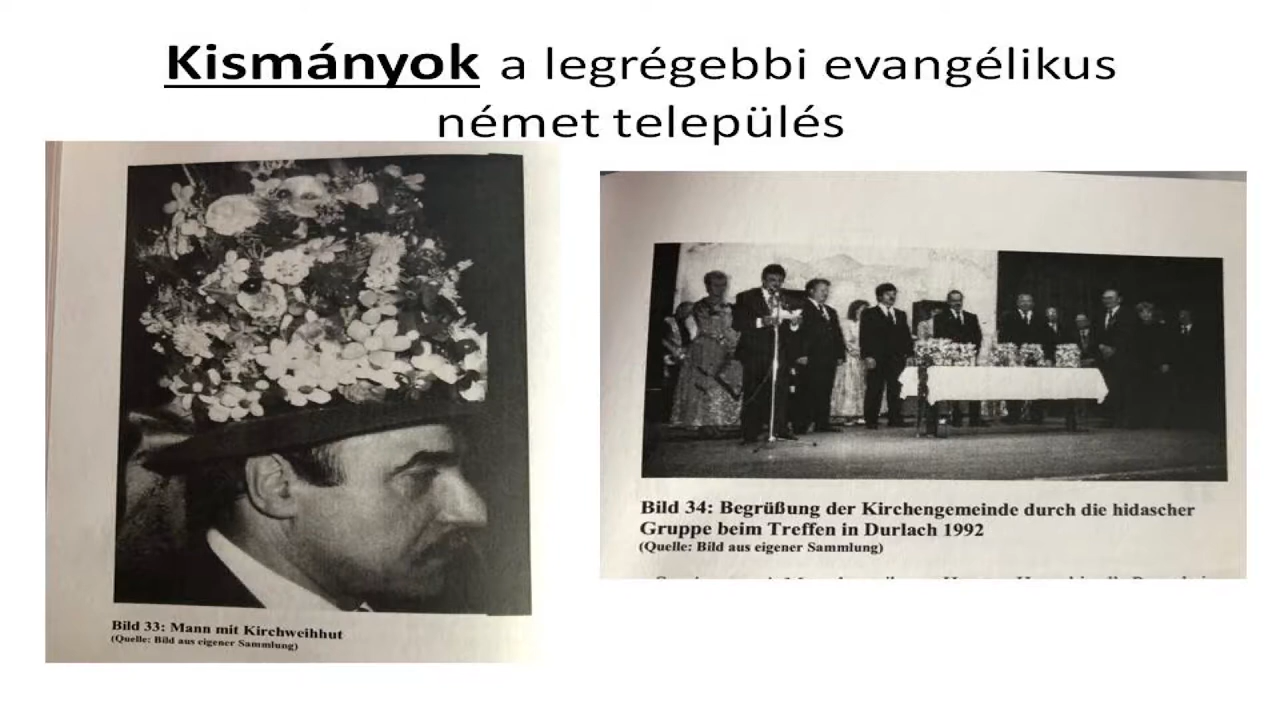 Kismányok a legrégebbi evangélikus
német település
Bild 33: Mann mit Kirchweihhut
(Quelle: Bild aus eigener Sammlung)
Bild 34: Begrüßung der Kirchengemeinde durch die hidascher
Gruppe beim Treffen in Durlach 1992
(Quelle: Bild aus eigener Sammlung)